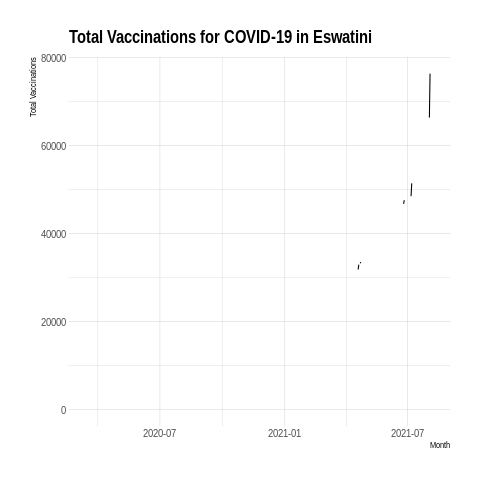 Total Vaccinations for COVID-19 in Eswatini
Total Vaccinations
80000
60000
40000
20000
0
2020-07
2021-01
2021-07
Month